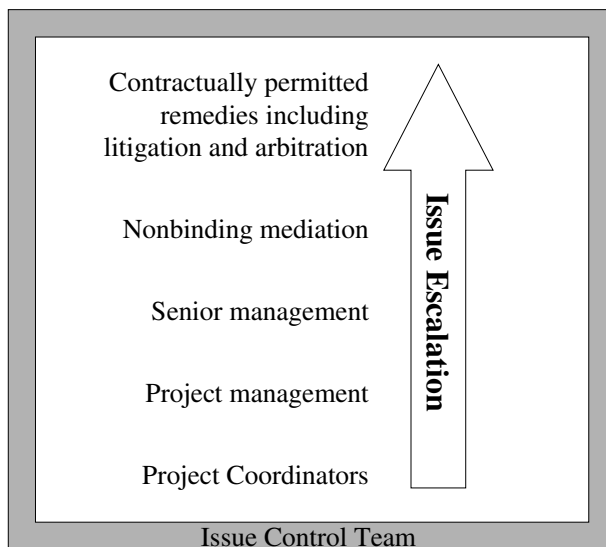 Contractually permitted
remedies including
litigation and arbitration
Nonbinding mediation
Senior management
Project management
Project Coordinators
Issue Escalation
Issue Control Team